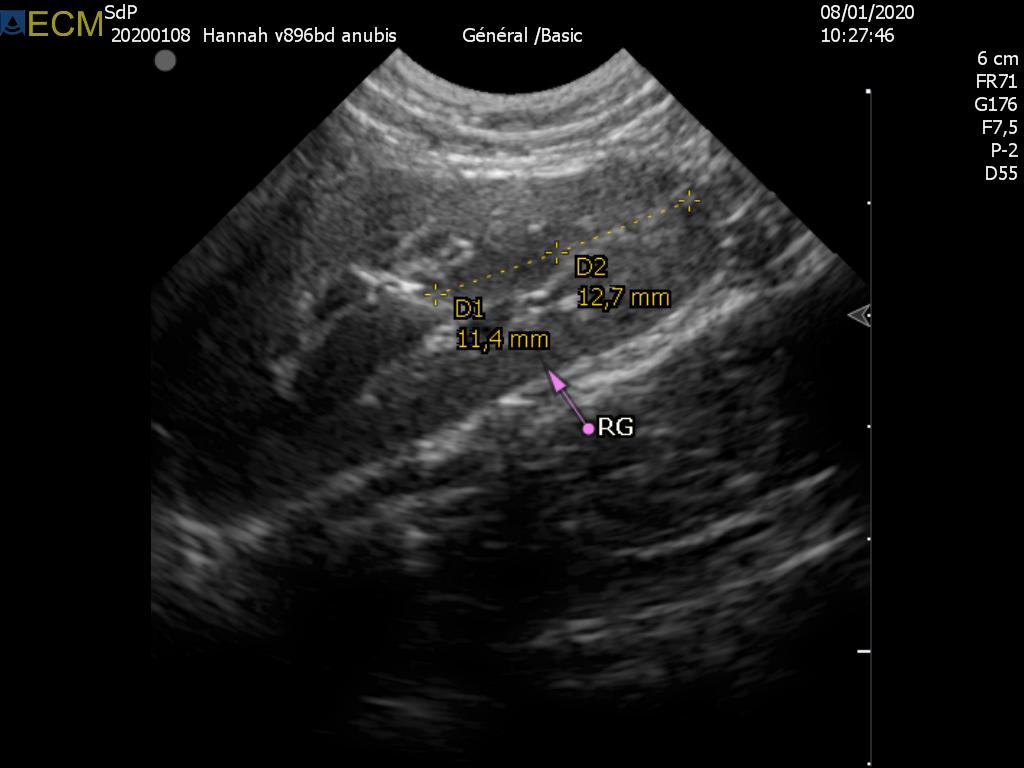 ECM
SdP
20200108 Hannah v896bd anubis
Général /Basic
08/01/2020
10:27:46
6 cm
FR71
G176
F7,5
P-2
D55
D2
12,7 mm
D1
11,4 mm
RG